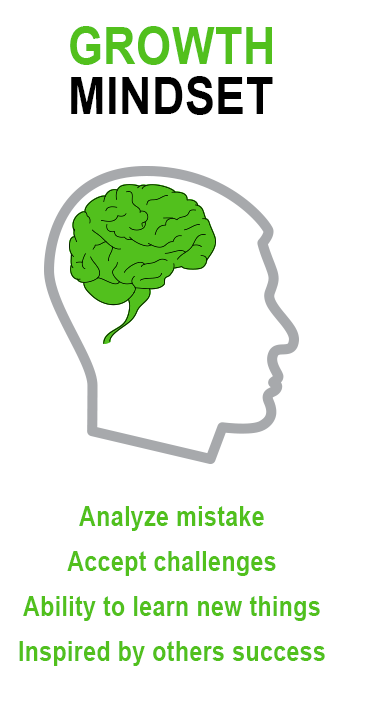 GROWTH
MINDSET
Analyze mistake
Accept challenges
Ability to learn new things
Inspired by others success